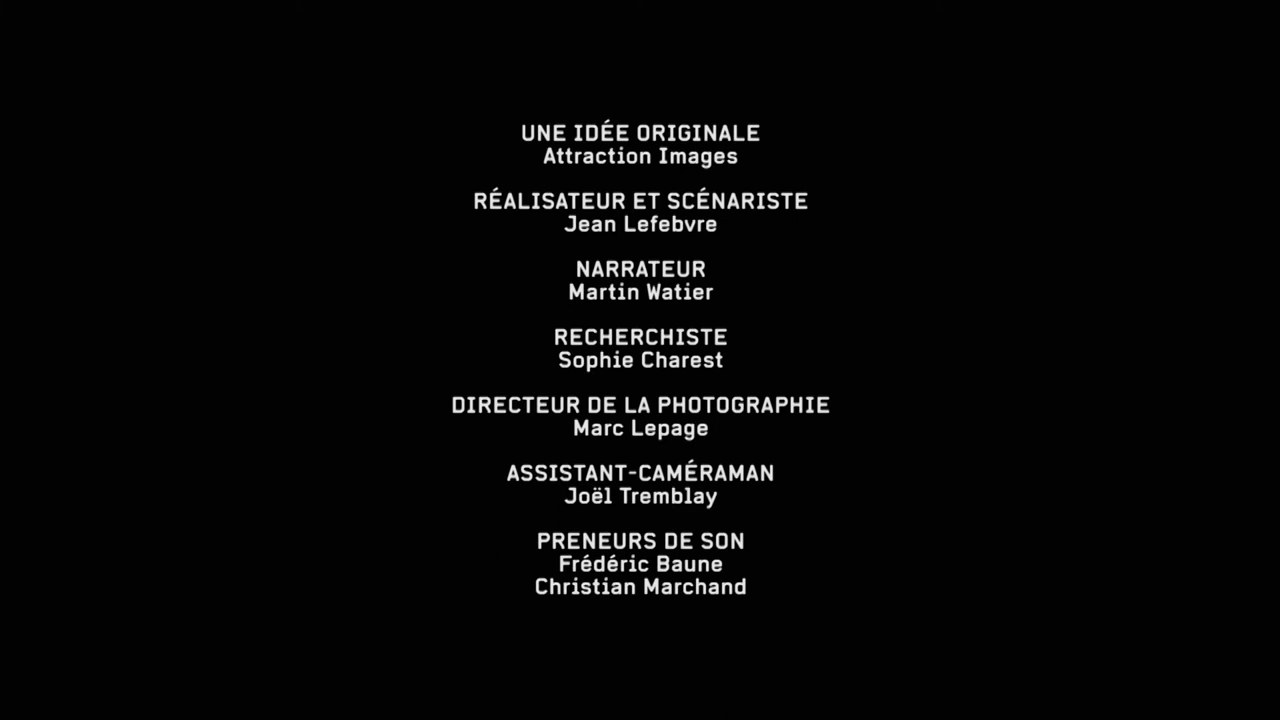 UNE IDÉE ORIGINALE
Attraction Images
RÉALISATEUR ET SCÉNARISTE
Jean Lefebvre
NARRATEUR
Martin Watier
RECHERCHISTE
Sophie Charest
DIRECTEUR DE LA PHOTOGRAPHIE
Marc Lepage
ASSISTANT-CAMÉRAMAN
Joël Tremblay
PRENEURS DE SON
Frédéric Baune
Christian Marchand